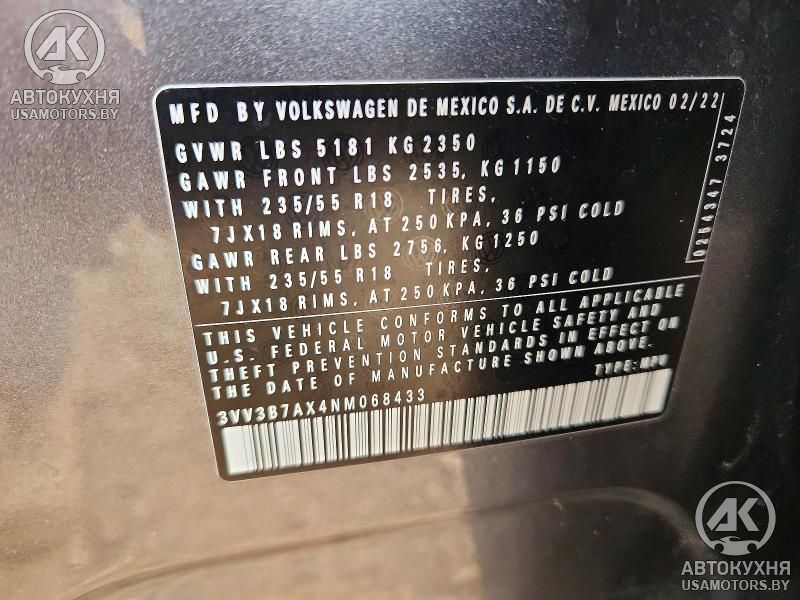 AK
АВТОКУХНЯ
USAMOTORS.BY
MFD BY VOLKSWAGEN DE MEXICO S.A. DE C.V. MEXICO 02/22
GVWR LBS 5181 KG 2350
GAWR FRONT LBS 2535, KG 1150
WITH 235/55 R18 TIRES,
7JX18 RIMS, AT 250 KPA, 36 PSI COLD
GAWR REAR LBS 2756, KG 1250
WITH 235/55 R18 TIRES,
7JX18 RIMS, AT 250 KPA, 36 PSI COLD
0254347 3724
THIS VEHICLE CONFORMS TO ALL APPLICABLE
U.S. FEDERAL MOTOR VEHICLE SAFETY AND
THEFT PREVENTION STANDARDS IN EFFECT ON
THE DATE OF MANUFACTURE SHOWN ABOVE.
TYPE: MPV
3VV3B7AX4NM068433
AK
АВТОКУХНЯ
USAMOTORS.BY